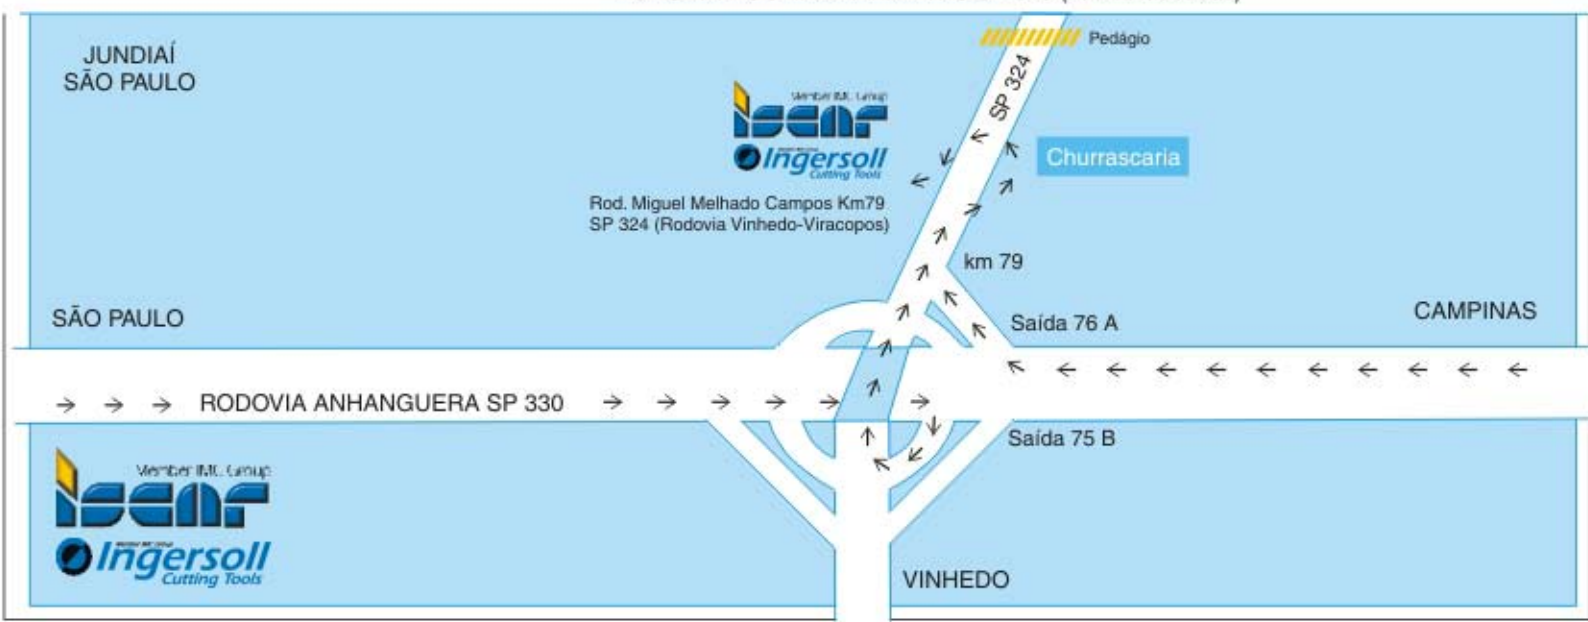 JUNDIAÍ
SÃO PAULO
Pedágio
SP 324
Member IMC Group
iscar
Ingersoll
Cutting Tools
Churrascaria
Rod. Miguel Melhado Campos Km79
SP 324 (Rodovia Vinhedo-Viracopos)
km 79
SÃO PAULO
Saída 76 A
CAMPINAS
RODOVIA ANHANGUERA SP 330
Saída 75 B
Member IMC Group
iscar
Ingersoll
Cutting Tools
VINHEDO